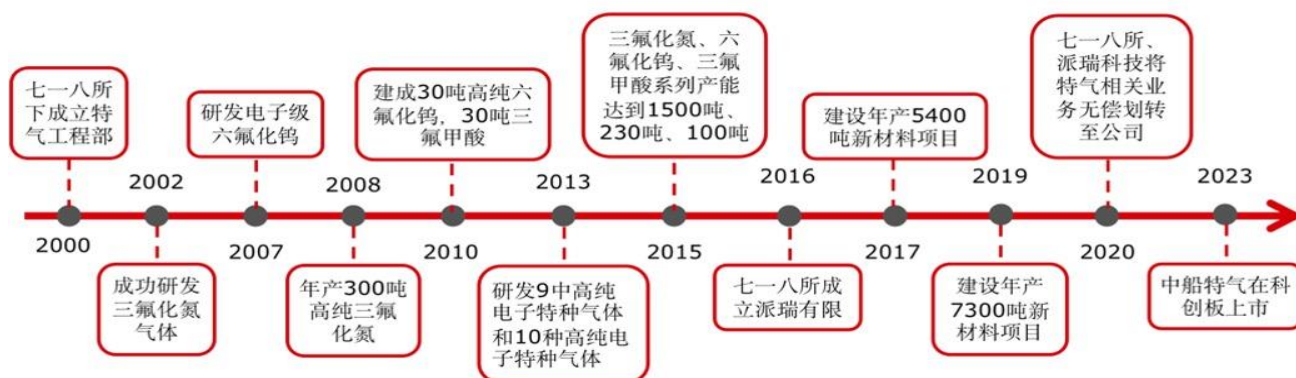 七一八所
下成立特
气工程部
2000
2002
成功研发
三氟化氮
气体
研发电子级
六氟化钨
2007
2008
年产300吨
高纯三氟
化氮
建成30吨高纯六
氟化钨，30吨三
氟甲酸
2010
2013
研发9中高纯
电子特种气体
和10种高纯电
子特种气体
三氟化氮、六
氟化钨、三氟
甲酸系列产能
达到1500吨、
230吨、100吨
2015
2016
七一八所成
立派瑞有限
建设年产5400
吨新材料项目
2017
2019
建设年产
7300吨新
材料项目
七一八所、
派瑞科技将
特气相关业
务无偿划转
至公司
2020
2023
中船特气在科
创板上市